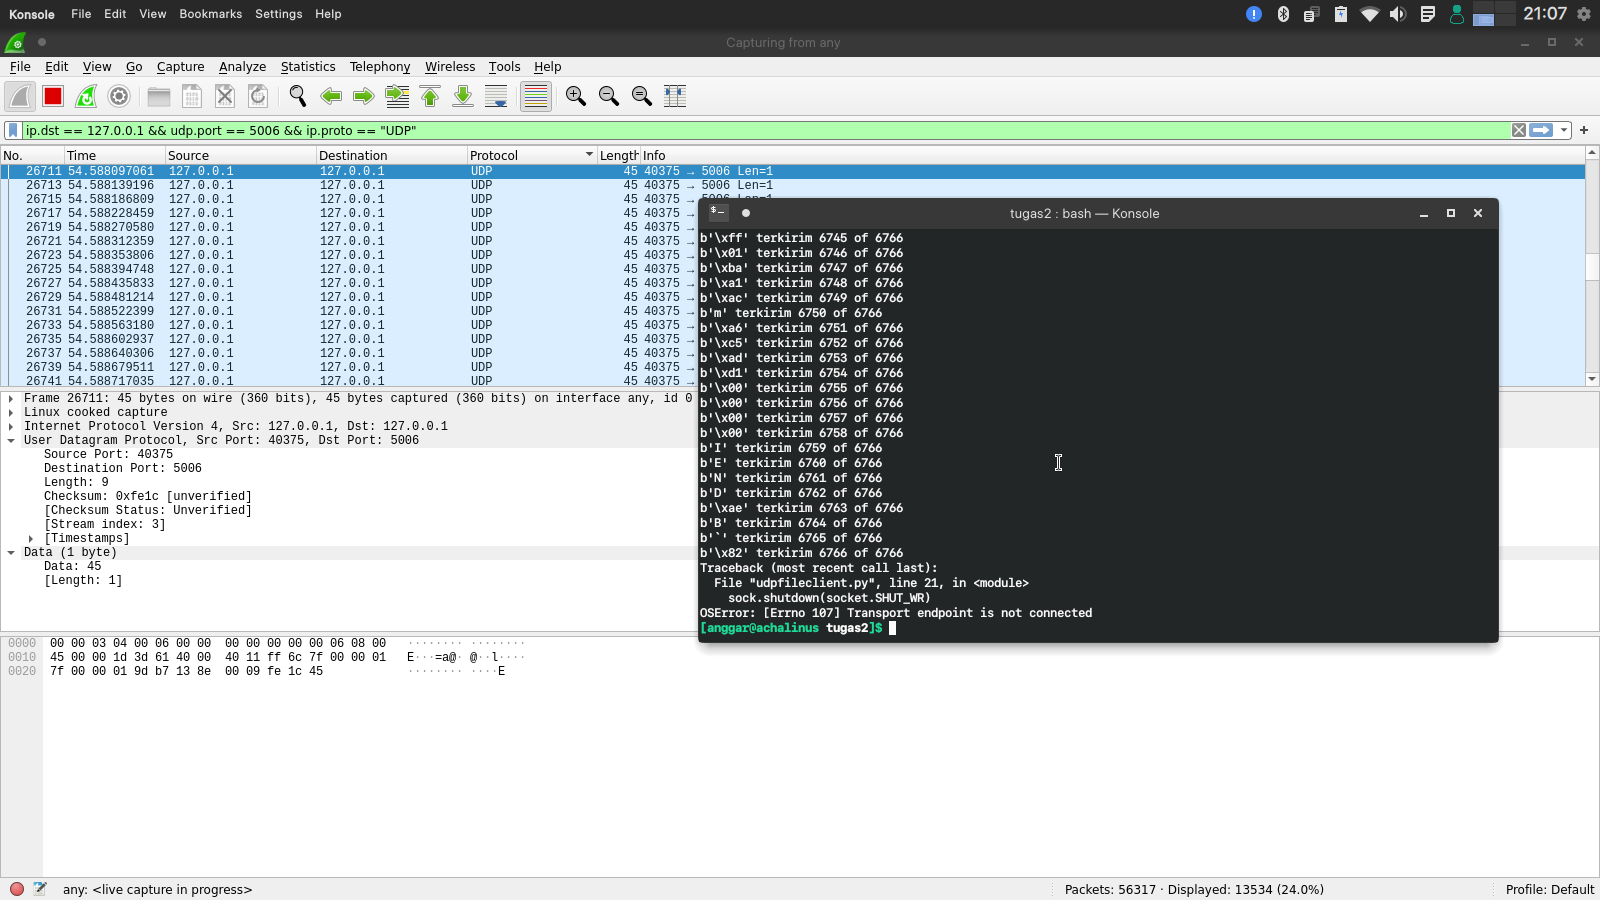 Konsole File Edit View Bookmarks Settings Help 21:07
Capturing from any
File Edit View Go Capture Analyze Statistics Telephony Wireless Tools Help
ip.dst == 127.0.0.1 && udp.port == 5006 && ip.proto == "UDP"
No. Time Source Destination Protocol Length Info
26711 54.588097061 127.0.0.1 127.0.0.1 UDP 45 40375 → 5006 Len=1
26713 54.588139196 127.0.0.1 127.0.0.1 UDP 45 40375 → 5006 Len=1
26715 54.588186809 127.0.0.1 127.0.0.1 UDP 45 40375 → 5006 Len=1
26717 54.588228459 127.0.0.1 127.0.0.1 UDP 45 40375 →
26719 54.588270580 127.0.0.1 127.0.0.1 UDP 45 40375 →
26721 54.588312359 127.0.0.1 127.0.0.1 UDP 45 40375 →
26723 54.588353806 127.0.0.1 127.0.0.1 UDP 45 40375 →
26725 54.588394748 127.0.0.1 127.0.0.1 UDP 45 40375 →
26727 54.588435833 127.0.0.1 127.0.0.1 UDP 45 40375 →
26729 54.588481214 127.0.0.1 127.0.0.1 UDP 45 40375 →
26731 54.588522399 127.0.0.1 127.0.0.1 UDP 45 40375 →
26733 54.588563180 127.0.0.1 127.0.0.1 UDP 45 40375 →
26735 54.588602937 127.0.0.1 127.0.0.1 UDP 45 40375 →
26737 54.588640306 127.0.0.1 127.0.0.1 UDP 45 40375 →
26739 54.588679511 127.0.0.1 127.0.0.1 UDP 45 40375 →
26741 54.588717035 127.0.0.1 127.0.0.1 UDP 45 40375 →
Frame 26711: 45 bytes on wire (360 bits), 45 bytes captured (360 bits) on interface any, id 0
Linux cooked capture
Internet Protocol Version 4, Src: 127.0.0.1, Dst: 127.0.0.1
User Datagram Protocol, Src Port: 40375, Dst Port: 5006
Source Port: 40375
Destination Port: 5006
Length: 9
Checksum: 0xfe1c [unverified]
[Checksum Status: Unverified]
[Stream index: 3]
[Timestamps]
Data (1 byte)
Data: 45
[Length: 1]
tugas2 : bash — Konsole
b'\xff' terkirim 6745 of 6766
b'\x01' terkirim 6746 of 6766
b'\xba' terkirim 6747 of 6766
b'\xa1' terkirim 6748 of 6766
b'\xac' terkirim 6749 of 6766
b'm' terkirim 6750 of 6766
b'\xa6' terkirim 6751 of 6766
b'\xc5' terkirim 6752 of 6766
b'\xad' terkirim 6753 of 6766
b'\xd1' terkirim 6754 of 6766
b'\x00' terkirim 6755 of 6766
b'\x00' terkirim 6756 of 6766
b'\x00' terkirim 6757 of 6766
b'\x00' terkirim 6758 of 6766
b'I' terkirim 6759 of 6766
b'E' terkirim 6760 of 6766
b'N' terkirim 6761 of 6766
b'D' terkirim 6762 of 6766
b'\xae' terkirim 6763 of 6766
b'B' terkirim 6764 of 6766
b'`' terkirim 6765 of 6766
b'\x82' terkirim 6766 of 6766
Traceback (most recent call last):
File "udpfileclient.py", line 21, in <module>
sock.shutdown(socket.SHUT_WR)
OSError: [Errno 107] Transport endpoint is not connected
[anggar@achalinus tugas2]$
0000 00 00 03 04 00 06 00 00 00 00 00 00 00 06 08 00 ········ ········
0010 45 00 00 1d 3d 61 40 00 40 11 ff 6c 7f 00 00 01 E···=a@· @··l····
0020 7f 00 00 01 9d b7 13 8e 00 09 fe 1c 45 ········ ····E
any: <live capture in progress> Packets: 56317 · Displayed: 13534 (24.0%) Profile: Default